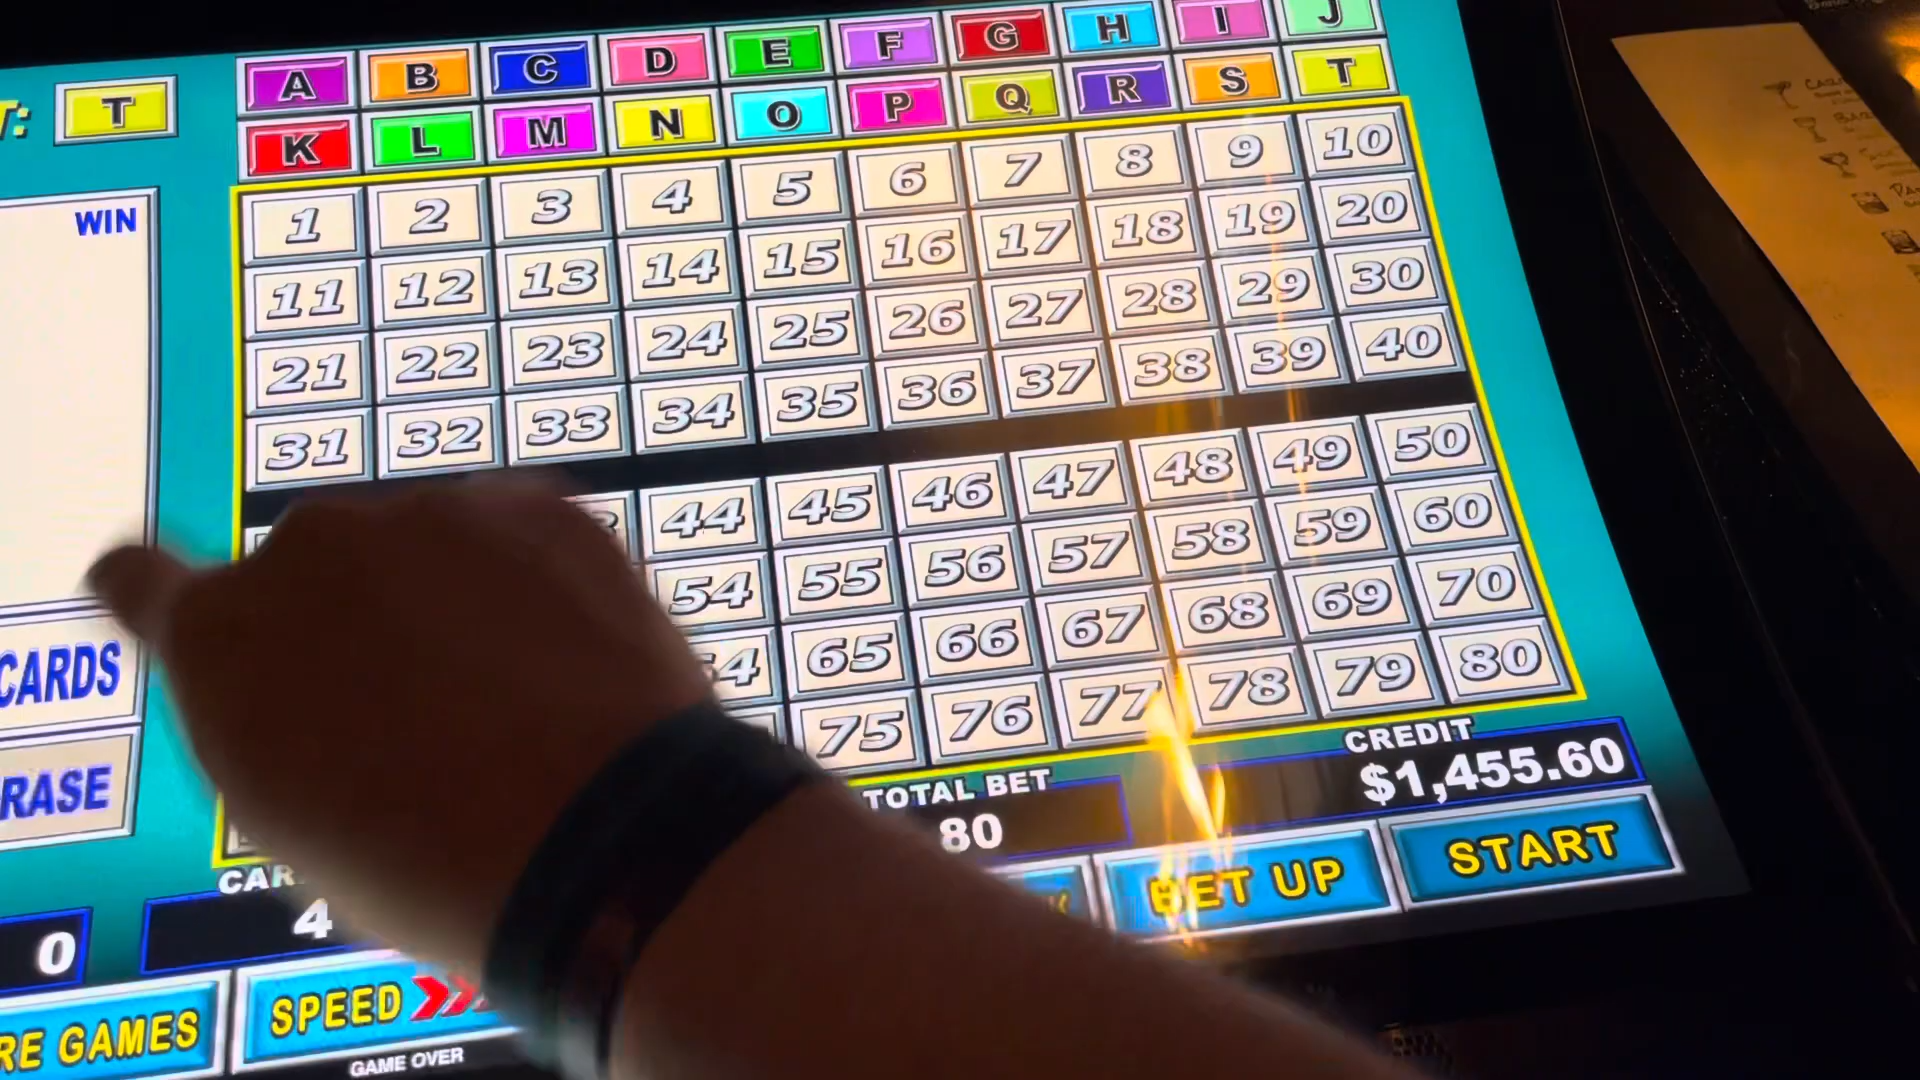 A B C D E F G H I J
T: T
K L M N O P Q R S T
WIN
1 2 3 4 5 6 7 8 9 10
11 12 13 14 15 16 17 18 19 20
21 22 23 24 25 26 27 28 29 30
31 32 33 34 35 36 37 38 39 40
44 45 46 47 48 49 50
54 55 56 57 58 59 60
65 66 67 68 69 70
75 76 77 78 79 80
CARDS
RASE
TOTAL BET
80
CREDIT
$1,455.60
CAR
0
4
BET UP
START
RE GAMES
SPEED
GAME OVER